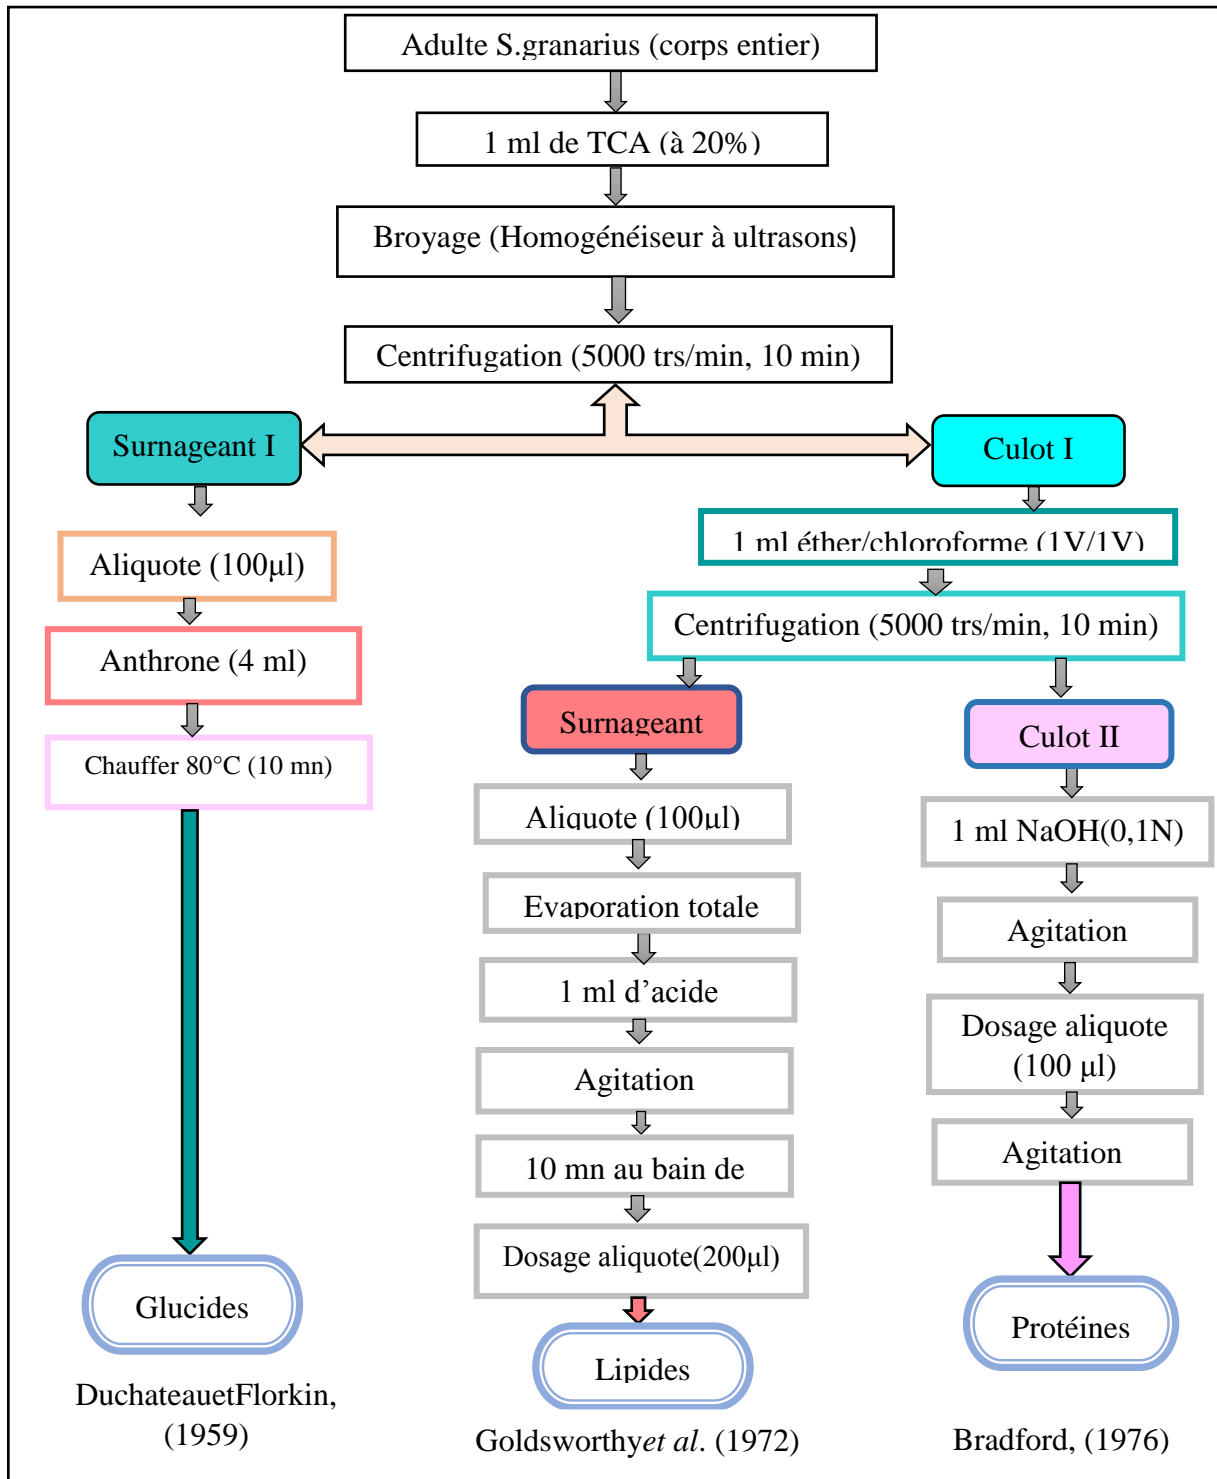 Adulte S.granarius (corps entier)
1 ml de TCA (à 20%)
Broyage (Homogénéiseur à ultrasons)
Centrifugation (5000 trs/min, 10 min)
Surnageant I
Culot I
Aliquote (100µl)
Anthrone (4 ml)
Chauffer 80°C (10 mn)
Glucides
DuchateauetFlorkin,
(1959)
1 ml éther/chloroforme (1V/1V)
Centrifugation (5000 trs/min, 10 min)
Surnageant
Aliquote (100µl)
Evaporation totale
1 ml d’acide
Agitation
10 mn au bain de
Dosage aliquote(200µl)
Lipides
Goldsworthyet al. (1972)
Culot II
1 ml NaOH(0,1N)
Agitation
Dosage aliquote
(100 µl)
Agitation
Protéines
Bradford, (1976)